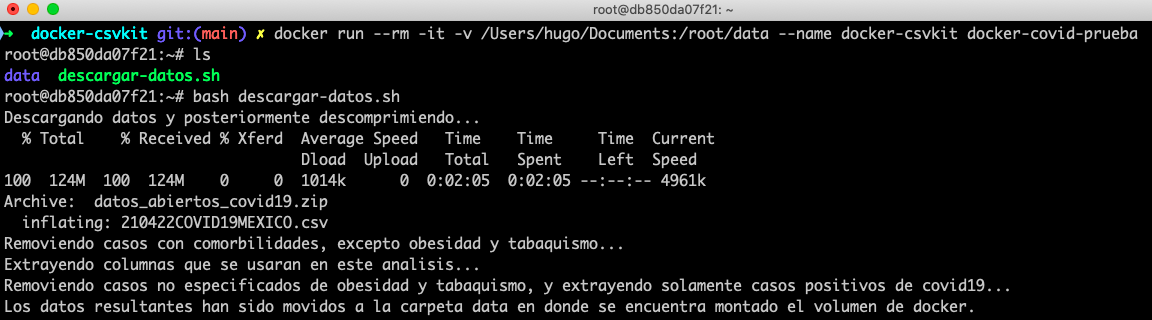 root@db850da07f21: ~
➜ docker-csvkit git:(main) ✗ docker run --rm -it -v /Users/hugo/Documents:/root/data --name docker-csvkit docker-covid-prueba
root@db850da07f21:~# ls
data descargar-datos.sh
root@db850da07f21:~# bash descargar-datos.sh
Descargando datos y posteriormente descomprimiendo...
% Total % Received % Xferd Average Speed Time Time Time Current
Dload Upload Total Spent Left Speed
100 124M 100 124M 0 0 1014k 0 0:02:05 0:02:05 --:--:-- 4961k
Archive: datos_abiertos_covid19.zip
inflating: 210422COVID19MEXICO.csv
Removiendo casos con comorbilidades, excepto obesidad y tabaquismo...
Extrayendo columnas que se usaran en este analisis...
Removiendo casos no especificados de obesidad y tabaquismo, y extrayendo solamente casos positivos de covid19...
Los datos resultantes han sido movidos a la carpeta data en donde se encuentra montado el volumen de docker.